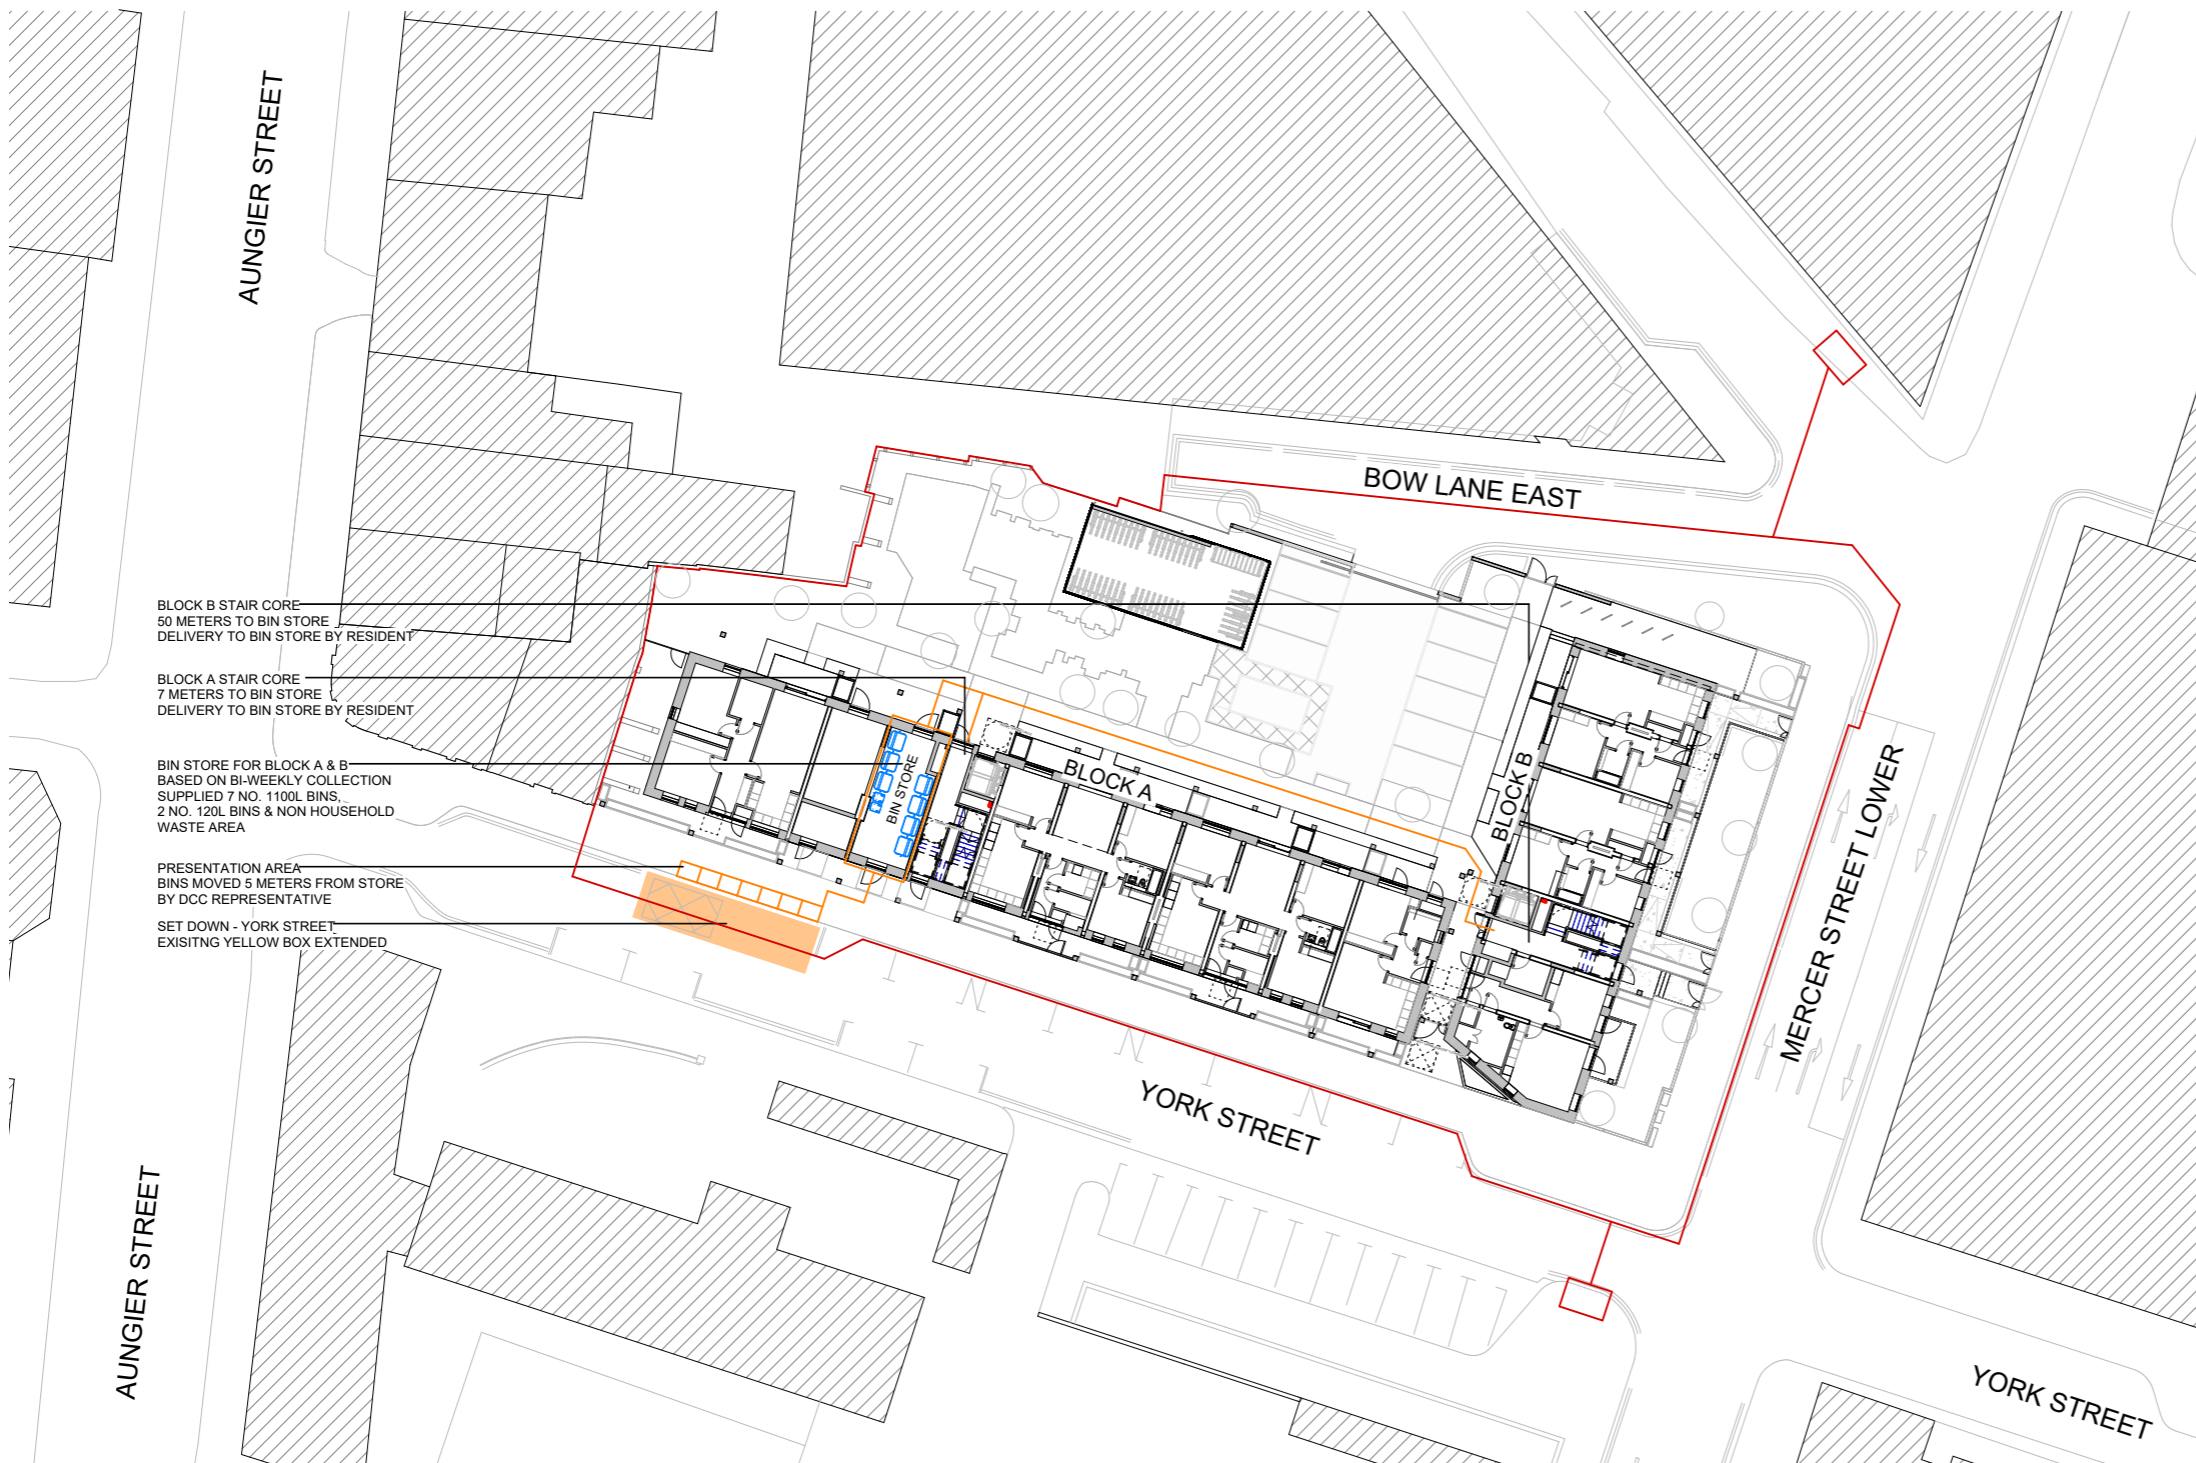 AUNGIER STREET
BOW LANE EAST
BLOCK B STAIR CORE
50 METERS TO BIN STORE
DELIVERY TO BIN STORE BY RESIDENT
BLOCK A STAIR CORE
7 METERS TO BIN STORE
DELIVERY TO BIN STORE BY RESIDENT
BIN STORE FOR BLOCK A & B
BASED ON BI-WEEKLY COLLECTION
SUPPLIED 7 NO. 1100L BINS,
2 NO. 120L BINS & NON HOUSEHOLD
WASTE AREA
PRESENTATION AREA
BINS MOVED 5 METERS FROM STORE
BY DCC REPRESENTATIVE
SET DOWN - YORK STREET
EXISITNG YELLOW BOX EXTENDED
BIN STORE
BLOCK A
BLOCK B
MERCER STREET LOWER
YORK STREET
AUNGIER STREET
YORK STREET